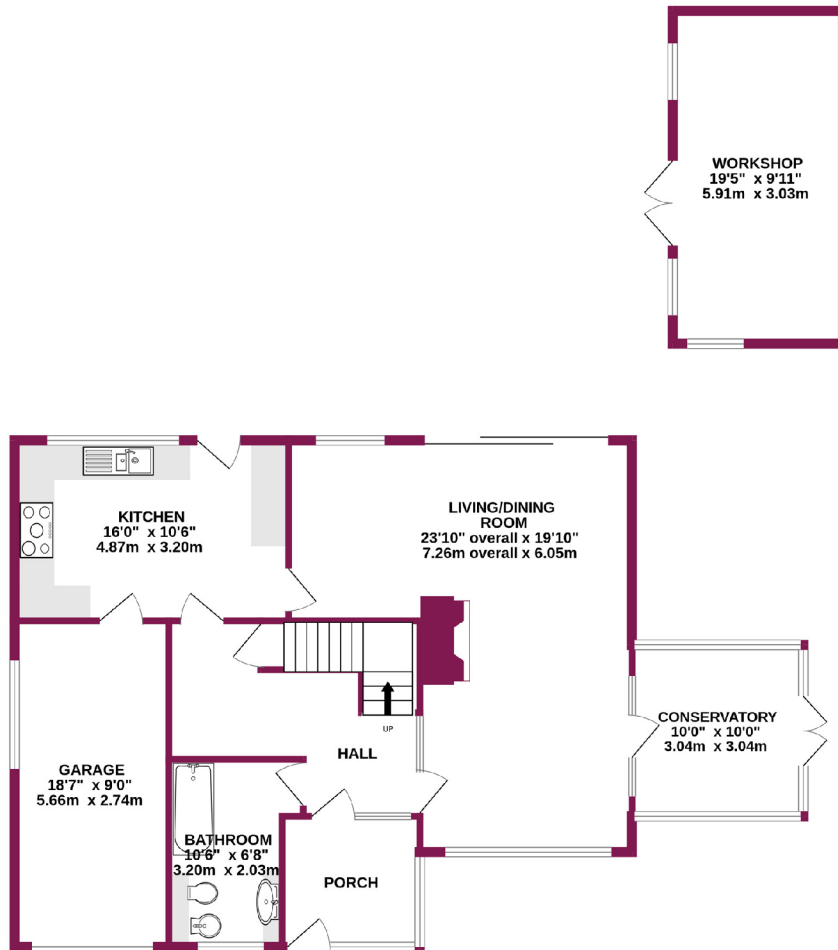 WORKSHOP
19'5" x 9'11"
5.91m x 3.03m
KITCHEN
16'0" x 10'6"
4.87m x 3.20m
LIVING/DINING
ROOM
23'10" overall x 19'10"
7.26m overall x 6.05m
UP
HALL
CONSERVATORY
10'0" x 10'0"
3.04m x 3.04m
GARAGE
18'7" x 9'0"
5.66m x 2.74m
BATHROOM
10'6" x 6'8"
3.20m x 2.03m
PORCH